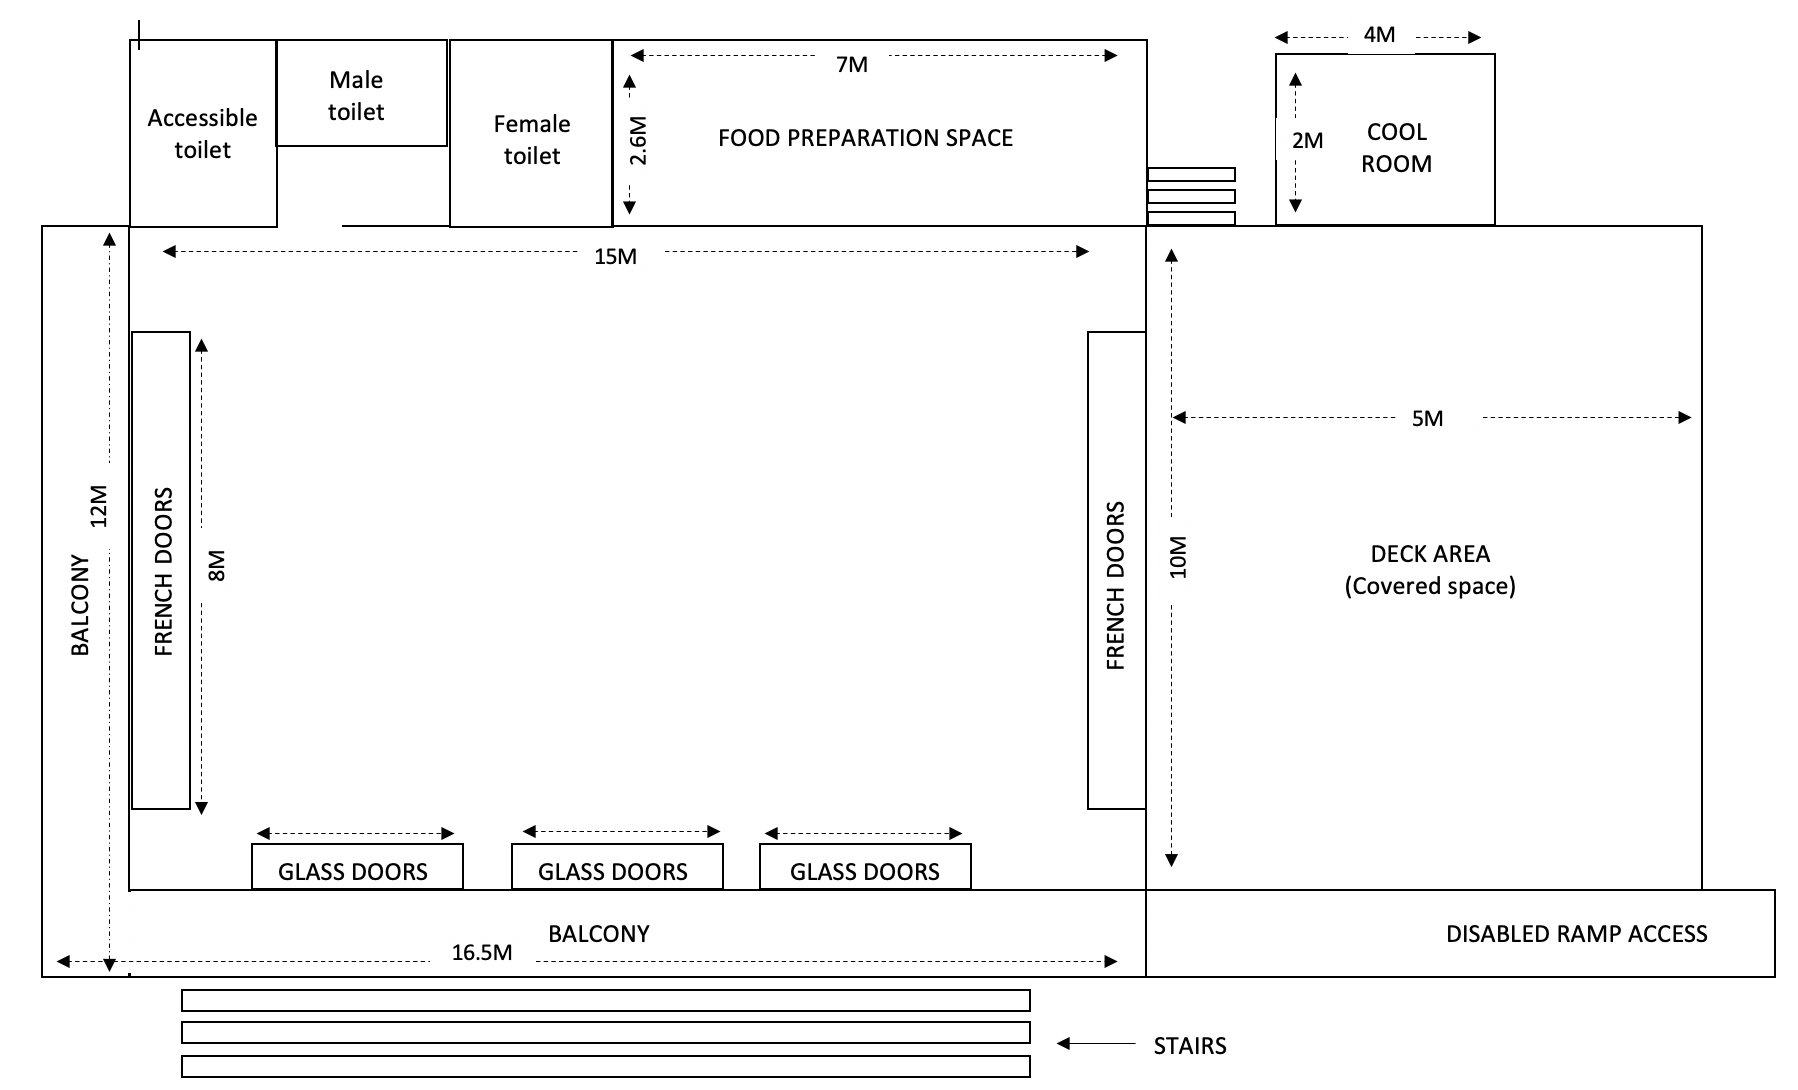 4M
7M
Male
toilet
Accessible
toilet
Female
toilet
2.6M
FOOD PREPARATION SPACE
2M
COOL
ROOM
15M
5M
12M
BALCONY
FRENCH DOORS
8M
FRENCH DOORS
10M
DECK AREA
(Covered space)
GLASS DOORS
GLASS DOORS
GLASS DOORS
BALCONY
16.5M
DISABLED RAMP ACCESS
STAIRS